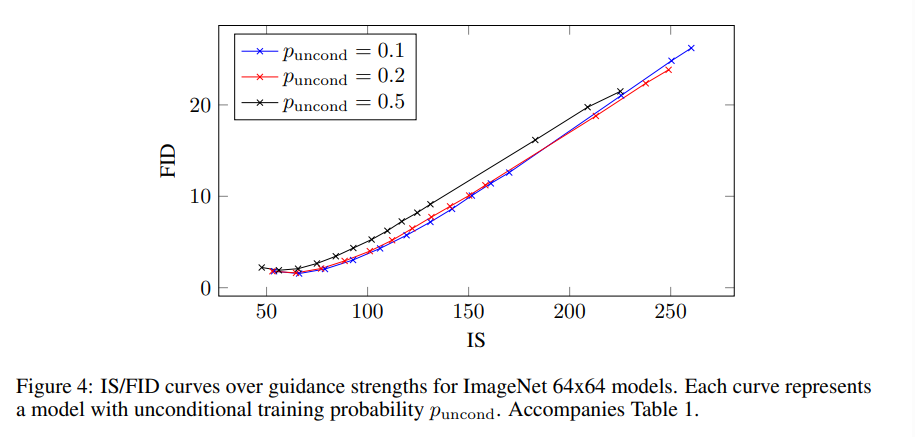 p_uncond = 0.1
p_uncond = 0.2
p_uncond = 0.5
20
10
0
FID
50 100 150 200 250
IS
Figure 4: IS/FID curves over guidance strengths for ImageNet 64x64 models. Each curve represents
a model with unconditional training probability p_uncond. Accompanies Table 1.